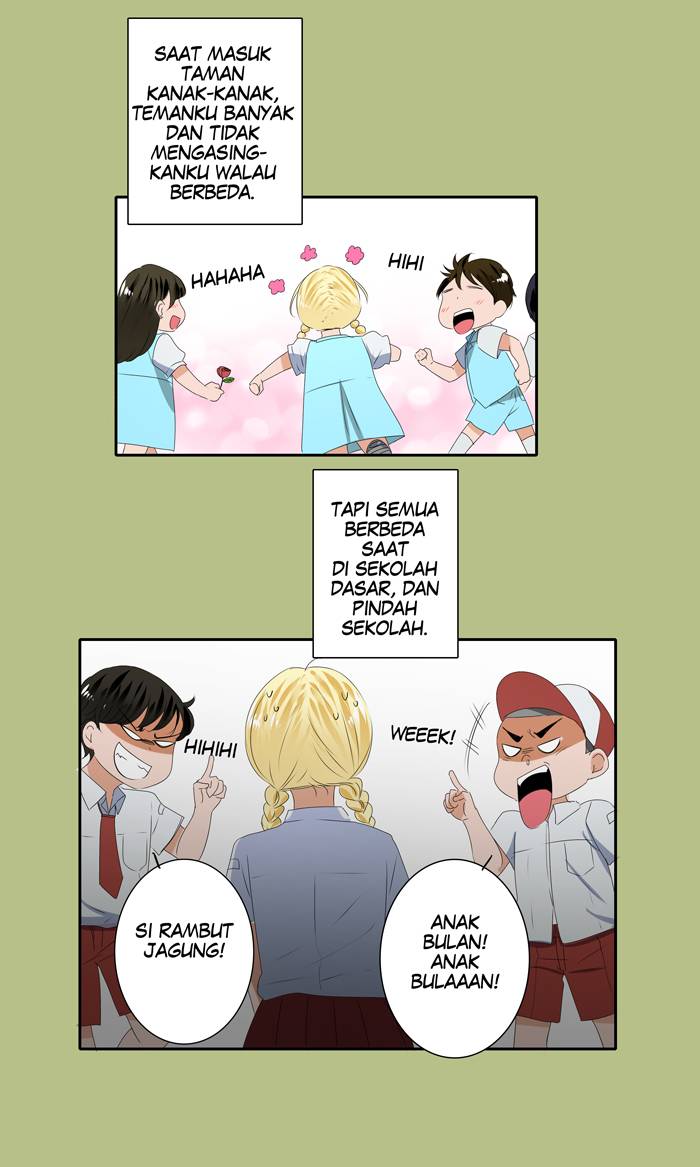 SAAT MASUK
TAMAN
KANAK-KANAK,
TEMANKU BANYAK
DAN TIDAK
MENGASING-
KANKU WALAU
BERBEDA.
HAHAHA
HIHI
TAPI SEMUA
BERBEDA
SAAT
DI SEKOLAH
DASAR, DAN
PINDAH
SEKOLAH.
HIHIHI
WEEEK!
SI RAMBUT
JAGUNG!
ANAK
BULAN!
ANAK
BULAAAN!